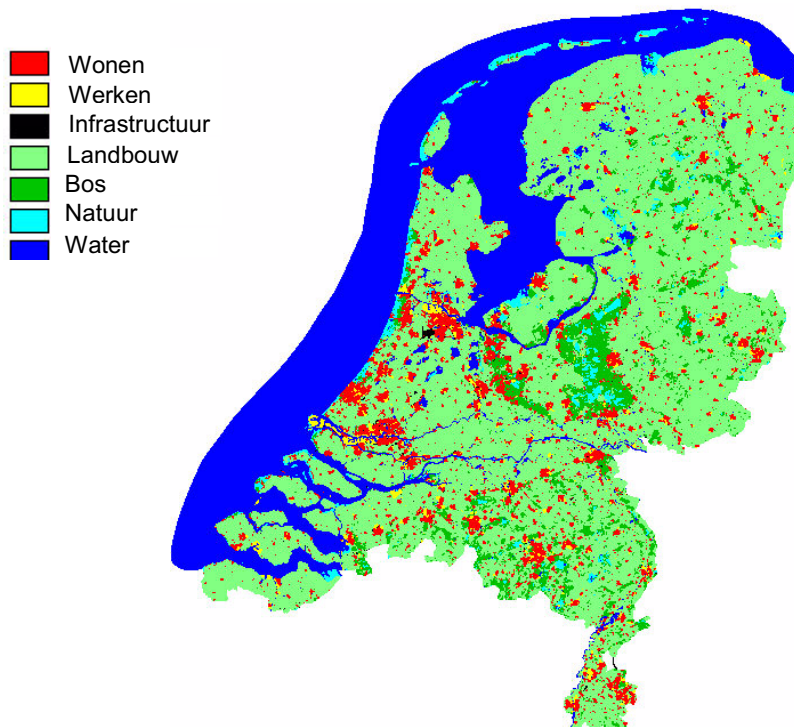 Wonen
Werken
Infrastructuur
Landbouw
Bos
Natuur
Water